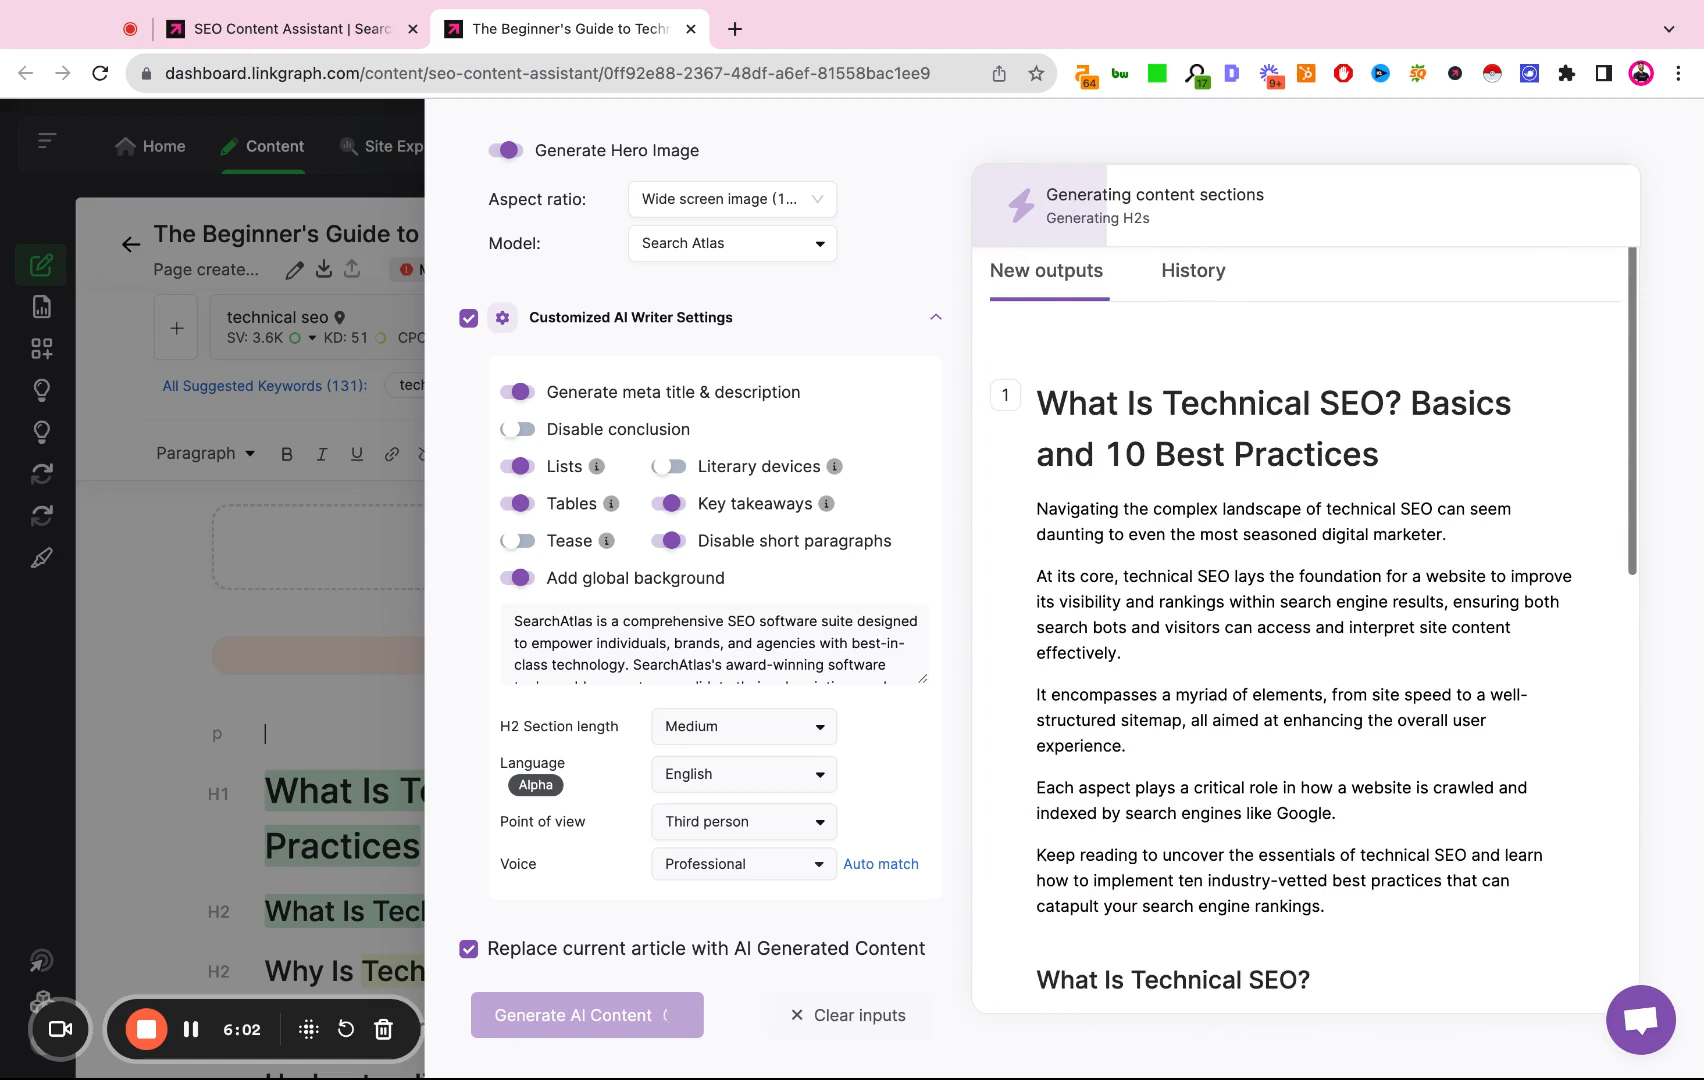 SEO Content Assistant | Searc
The Beginner's Guide to Techn
dashboard.linkgraph.com/content/seo-content-assistant/0ff92e88-2367-48df-a6ef-81558bac1ee9
64
bw
17
9+
Home
Content
Site Exp
The Beginner's Guide to
Page create...
technical seo
SV: 3.6K
KD: 51
CPC
All Suggested Keywords (131):
tech
Paragraph
B I U
p
H1 What Is Te
Practices
H2 What Is Tec
H2 Why Is Tech
6:02
Generate Hero Image
Aspect ratio:
Wide screen image (1...
Model:
Search Atlas
Customized AI Writer Settings
Generate meta title & description
Disable conclusion
Lists
Literary devices
Tables
Key takeaways
Tease
Disable short paragraphs
Add global background
SearchAtlas is a comprehensive SEO software suite designed
to empower individuals, brands, and agencies with best-in-
class technology. SearchAtlas's award-winning software
H2 Section length
Medium
Language
Alpha
English
Point of view
Third person
Voice
Professional
Auto match
Replace current article with AI Generated Content
Generate AI Content
Clear inputs
Generating content sections
Generating H2s
New outputs
History
1
What Is Technical SEO? Basics
and 10 Best Practices
Navigating the complex landscape of technical SEO can seem
daunting to even the most seasoned digital marketer.
At its core, technical SEO lays the foundation for a website to improve
its visibility and rankings within search engine results, ensuring both
search bots and visitors can access and interpret site content
effectively.
It encompasses a myriad of elements, from site speed to a well-
structured sitemap, all aimed at enhancing the overall user
experience.
Each aspect plays a critical role in how a website is crawled and
indexed by search engines like Google.
Keep reading to uncover the essentials of technical SEO and learn
how to implement ten industry-vetted best practices that can
catapult your search engine rankings.
What Is Technical SEO?